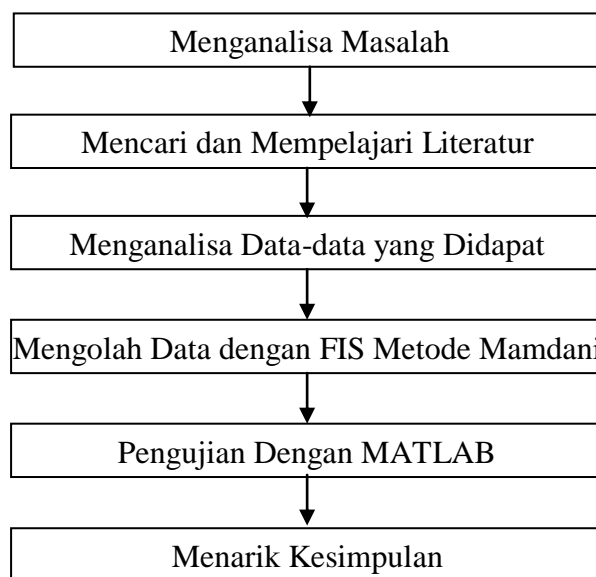 Menganalisa Masalah
Mencari dan Mempelajari Literatur
Menganalisa Data-data yang Didapat
Mengolah Data dengan FIS Metode Mamdani
Pengujian Dengan MATLAB
Menarik Kesimpulan